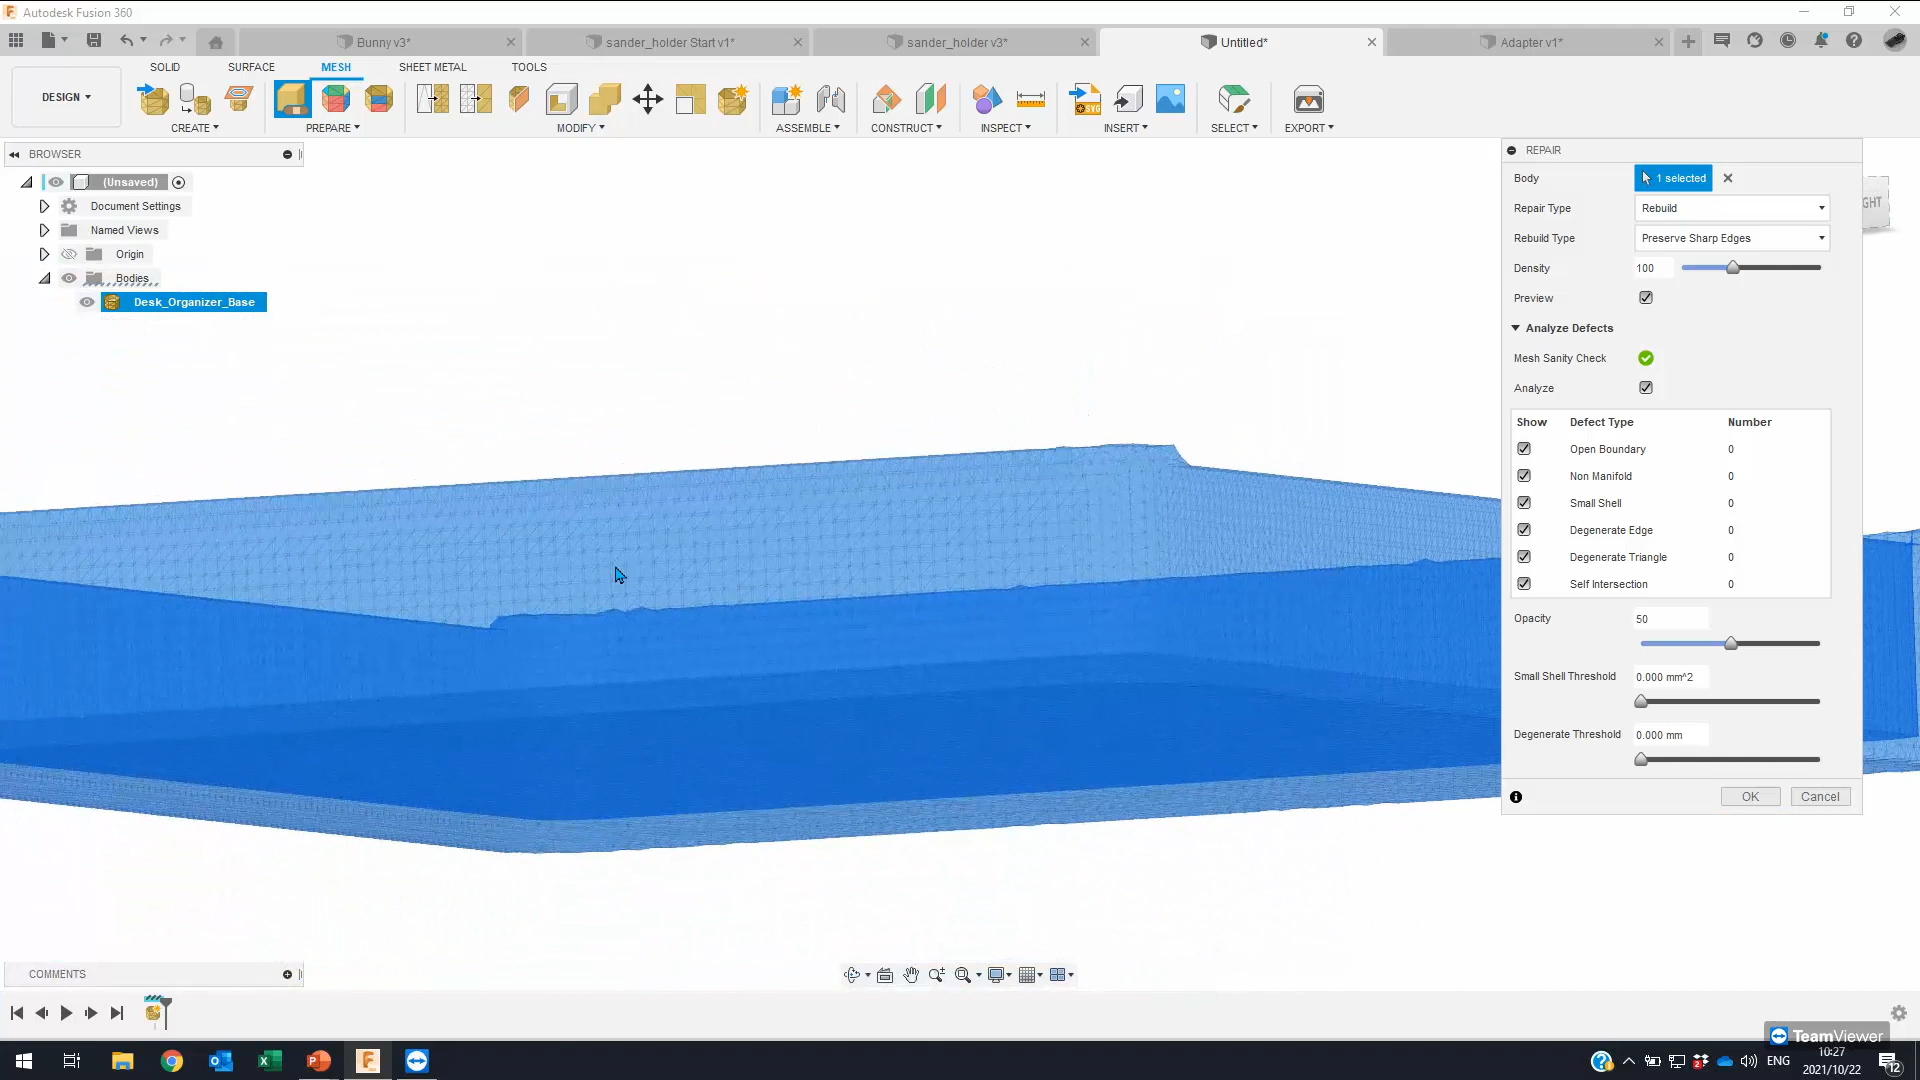 Autodesk Fusion 360
Bunny v3*
sander_holder Start v1*
sander_holder v3*
Untitled*
Adapter v1*
DESIGN
SOLID
SURFACE
MESH
SHEET METAL
TOOLS
CREATE
PREPARE
MODIFY
ASSEMBLE
CONSTRUCT
INSPECT
INSERT
SELECT
EXPORT
BROWSER
(Unsaved)
Document Settings
Named Views
Origin
Bodies
Desk_Organizer_Base
REPAIR
Body 1 selected
Repair Type Rebuild
Rebuild Type Preserve Sharp Edges
Density 100
Preview
Analyze Defects
Mesh Sanity Check
Analyze
Show Defect Type Number
Open Boundary 0
Non Manifold 0
Small Shell 0
Degenerate Edge 0
Degenerate Triangle 0
Self Intersection 0
Opacity 50
Small Shell Threshold 0.000 mm^2
Degenerate Threshold 0.000 mm
OK Cancel
GHT
COMMENTS
TeamViewer
ENG
10:27
2021/10/22
12